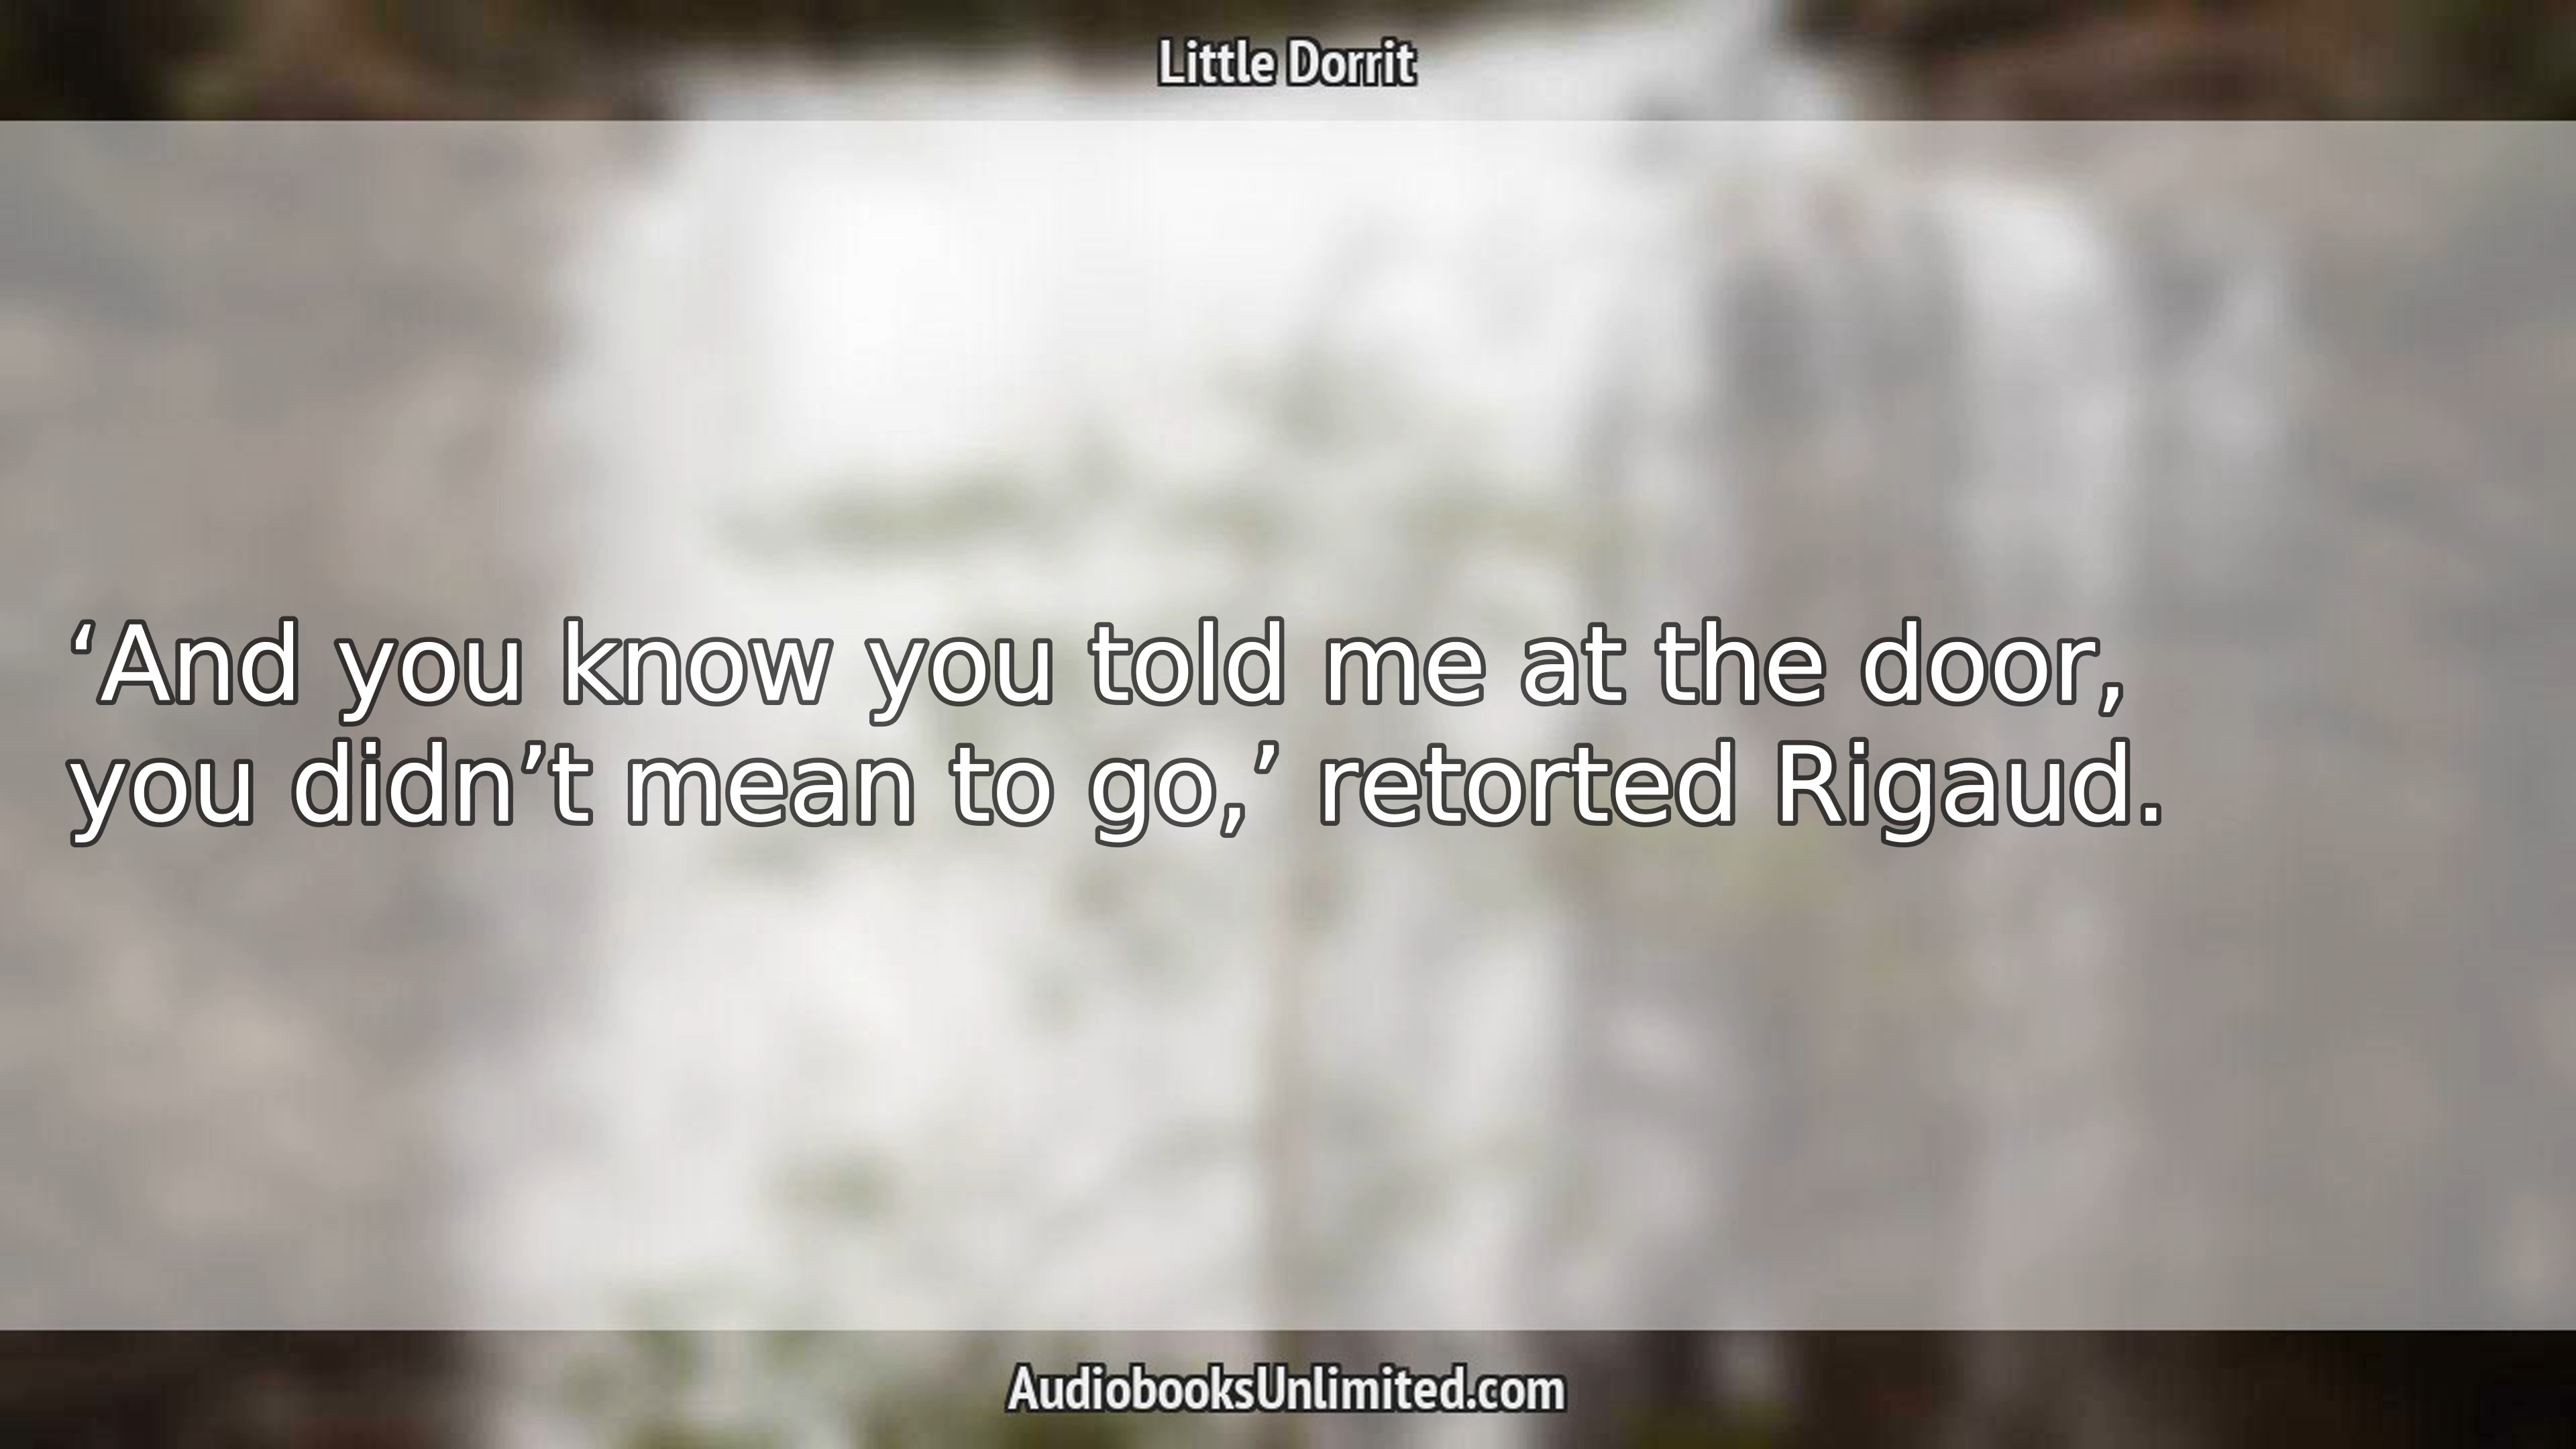 Little Dorrit
‘And you know you told me at the door,
you didn’t mean to go,’ retorted Rigaud.
AudiobooksUnlimited.com